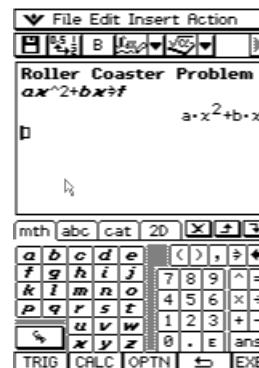 File Edit Insert Action
B
Roller Coaster Problem
ax^2+bx⇒f
a·x²+b·x
mth abc cat 2D
a b c d e ( ) , ⇒
f g h i j 7 8 9 ^ =
k l m n o 4 5 6 × ÷
p q r s t 1 2 3 + −
u v w 0 . E ans
x y z
TRIG CALC OPTN EXE